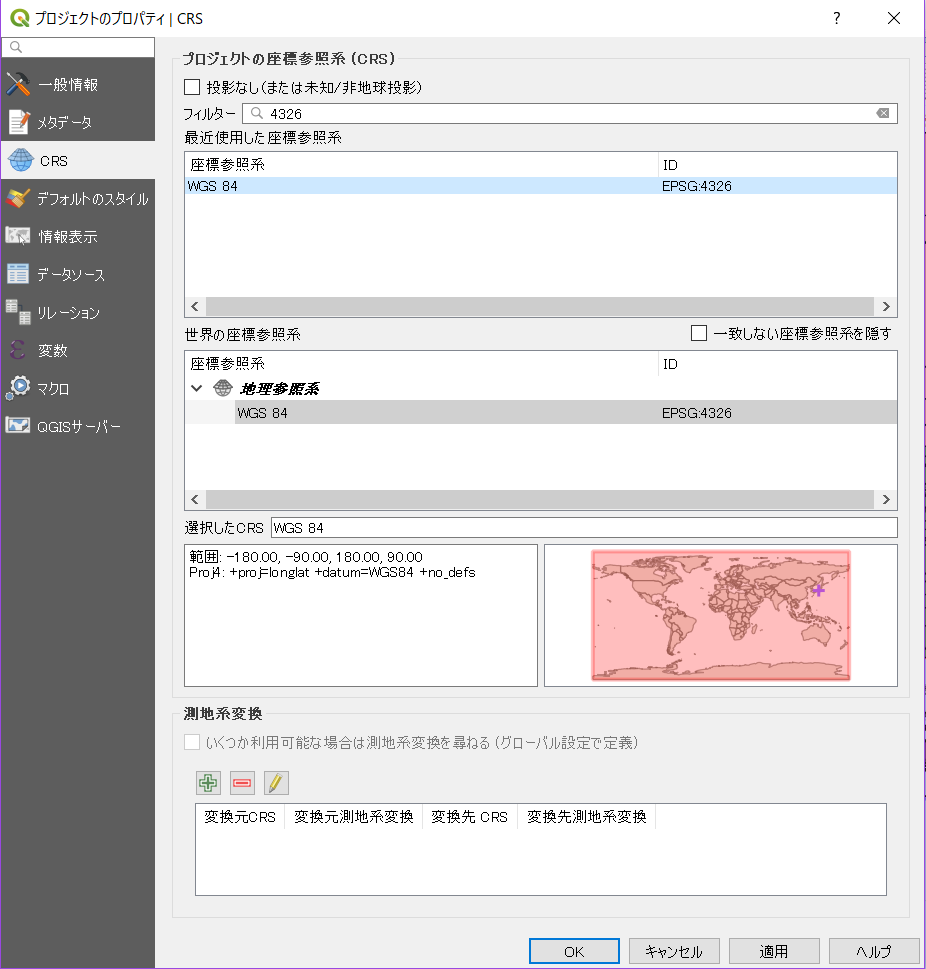 プロジェクトのプロパティ | CRS
?
一般情報
メタデータ
CRS
デフォルトのスタイル
情報表示
データソース
リレーション
変数
マクロ
QGISサーバー
プロジェクトの座標参照系(CRS)
投影なし(または未知/非地球投影)
フィルター 4326
最近使用した座標参照系
座標参照系 ID
WGS 84 EPSG:4326
世界の座標参照系 一致しない座標参照系を隠す
座標参照系 ID
地理参照系
WGS 84 EPSG:4326
選択したCRS WGS 84
範囲: -180.00, -90.00, 180.00, 90.00
Proj4: +proj=longlat +datum=WGS84 +no_defs
測地系変換
いくつか利用可能な場合は測地系変換を尋ねる(グローバル設定で定義)
変換元CRS 変換元測地系変換 変換先 CRS 変換先測地系変換
OK キャンセル 適用 ヘルプ